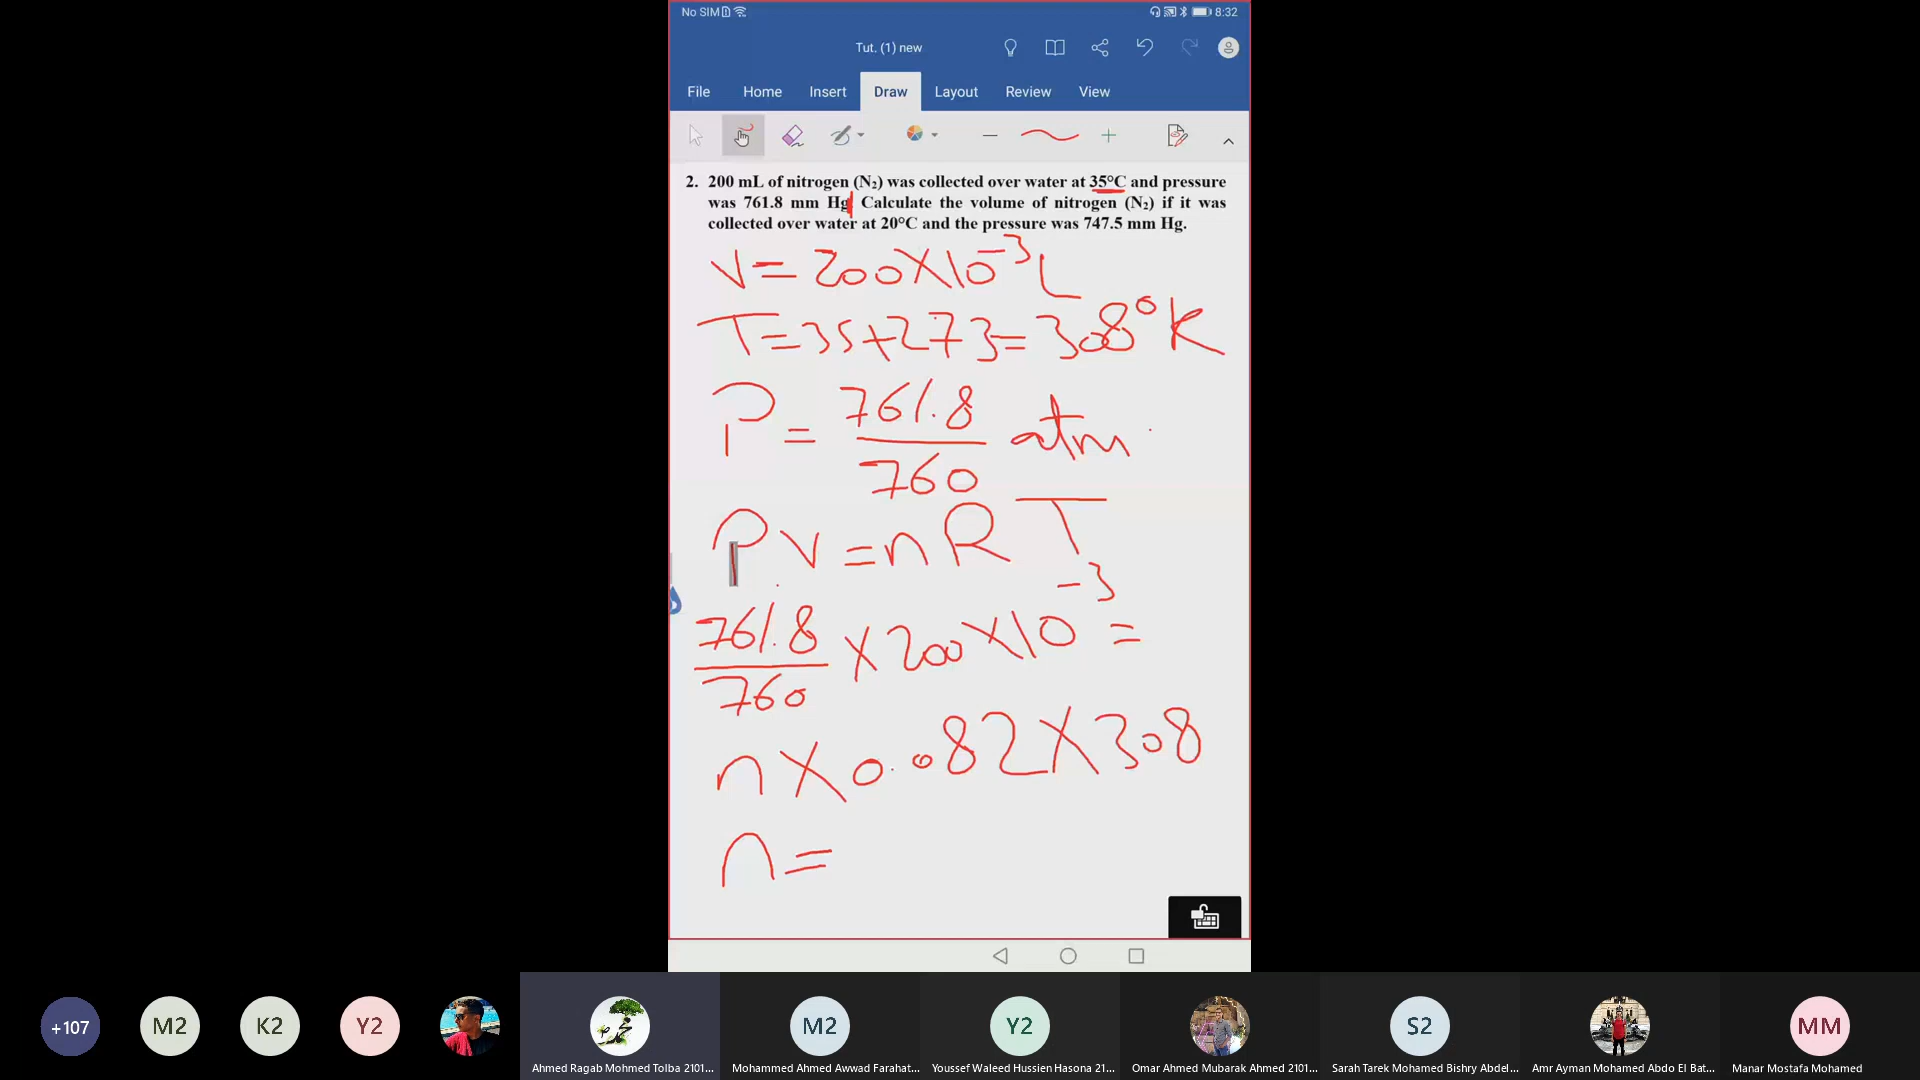 No SIM 8:32
Tut. (1) new
File Home Insert Draw Layout Review View
2. 200 mL of nitrogen (N₂) was collected over water at 35°C and pressure
was 761.8 mm Hg Calculate the volume of nitrogen (N₂) if it was
collected over water at 20°C and the pressure was 747.5 mm Hg.
V = 200 X 10⁻³ L
T = 35 + 273 = 308° K
P = 761.8 / 760 atm
PV = nRT
761.8 / 760 X 200 X 10⁻³ =
n X 0.082 X 308
n =
+107 M2 K2 Y2 M2 Y2 S2 MM
Ahmed Ragab Mohmed Tolba 2101... Mohammed Ahmed Awwad Farahat... Youssef Waleed Hussien Hasona 21... Omar Ahmed Mubarak Ahmed 2101... Sarah Tarek Mohamed Bishry Abdel... Amr Ayman Mohamed Abdo El Bat... Manar Mostafa Mohamed